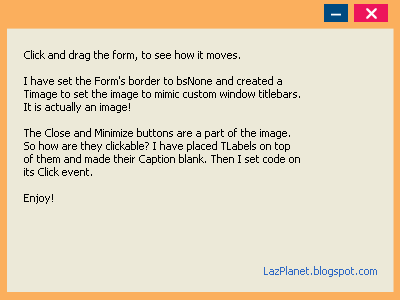 Click and drag the form, to see how it moves.
I have set the Form's border to bsNone and created a
Timage to set the image to mimic custom window titlebars.
It is actually an image!
The Close and Minimize buttons are a part of the image.
So how are they clickable? I have placed TLabels on top
of them and made their Caption blank. Then I set code on
its Click event.
Enjoy!
LazPlanet.blogspot.com